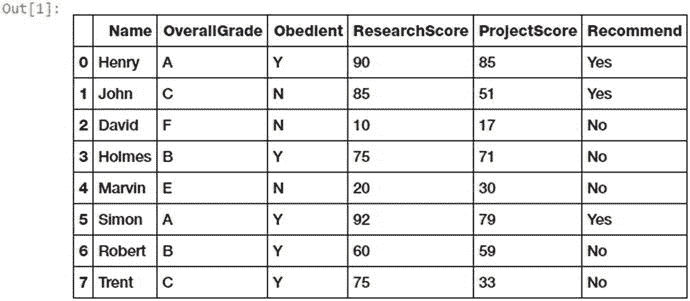 Out[1]:
Name OverallGrade Obedient ResearchScore ProjectScore Recommend
0 Henry A Y 90 85 Yes
1 John C N 85 51 Yes
2 David F N 10 17 No
3 Holmes B Y 75 71 No
4 Marvin E N 20 30 No
5 Simon A Y 92 79 Yes
6 Robert B Y 60 59 No
7 Trent C Y 75 33 No